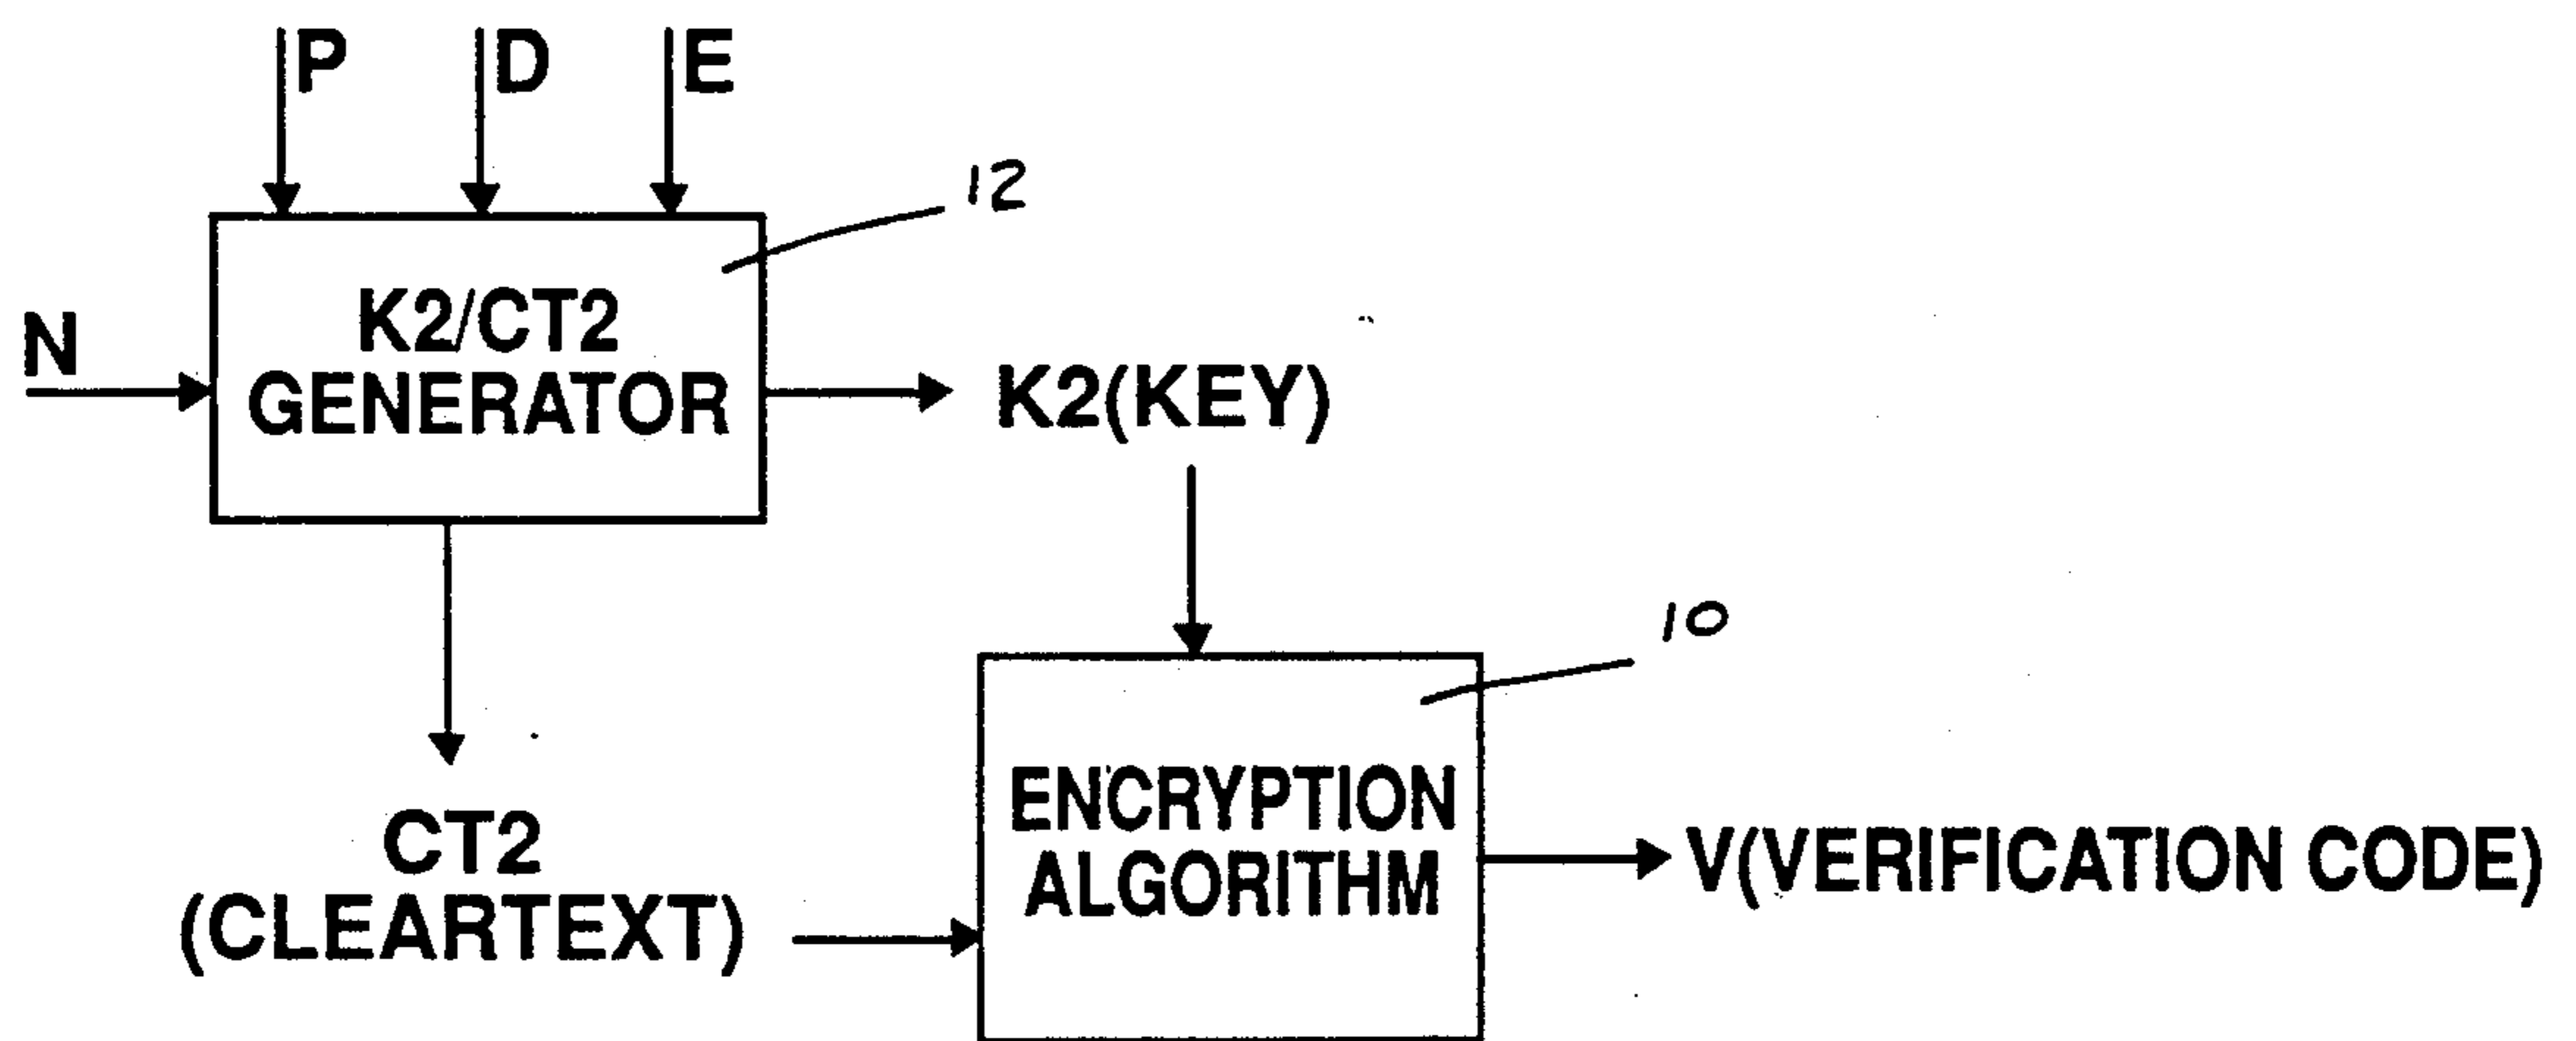 P D E
12
N
K2/CT2
GENERATOR
K2(KEY)
10
CT2
(CLEARTEXT)
ENCRYPTION
ALGORITHM
V(VERIFICATION CODE)